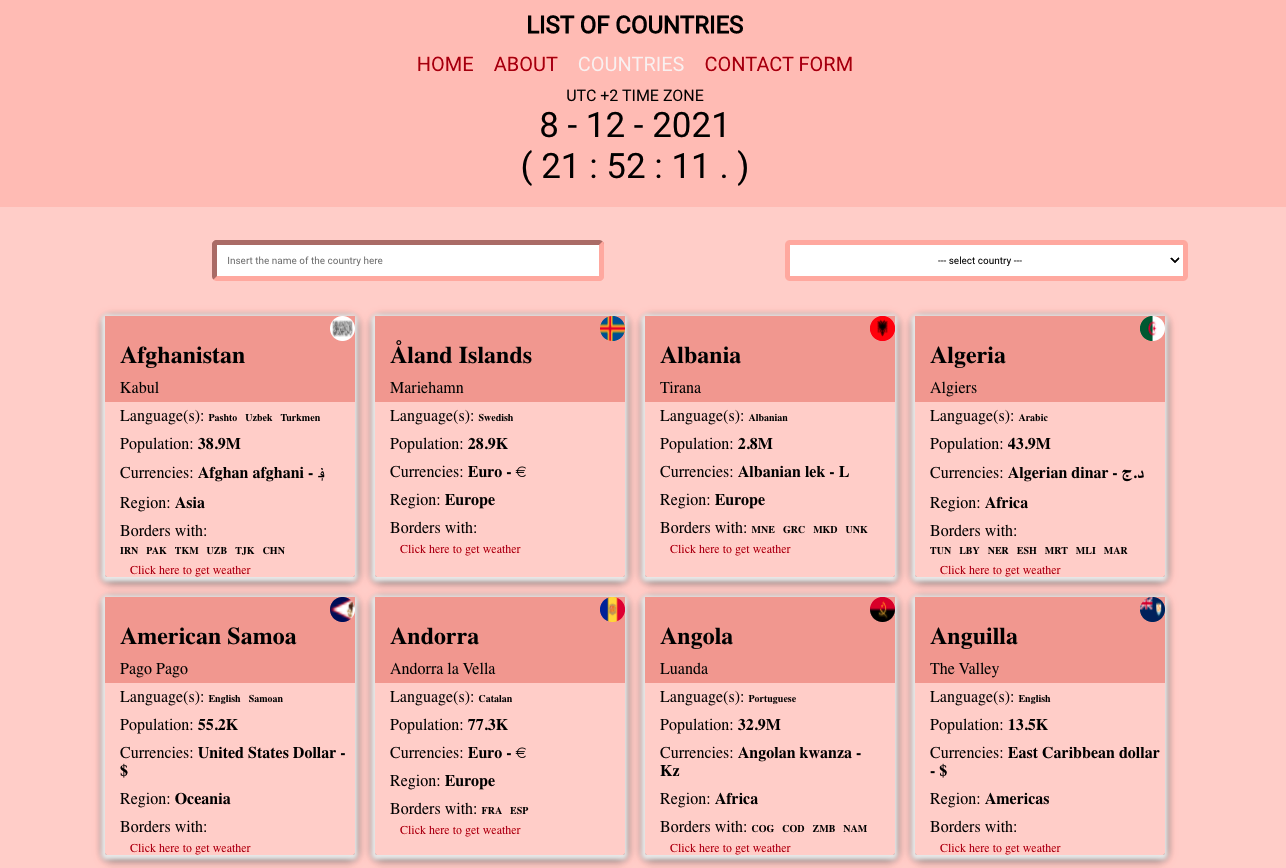 LIST OF COUNTRIES
HOME ABOUT COUNTRIES CONTACT FORM
UTC +2 TIME ZONE
8 - 12 - 2021
( 21 : 52 : 11 . )
Insert the name of the country here
--- select country ---
Afghanistan
Kabul
Language(s): Pashto Uzbek Turkmen
Population: 38.9M
Currencies: Afghan afghani - ؋
Region: Asia
Borders with:
IRN PAK TKM UZB TJK CHN
Click here to get weather
Åland Islands
Mariehamn
Language(s): Swedish
Population: 28.9K
Currencies: Euro - €
Region: Europe
Borders with:
Click here to get weather
Albania
Tirana
Language(s): Albanian
Population: 2.8M
Currencies: Albanian lek - L
Region: Europe
Borders with: MNE GRC MKD UNK
Click here to get weather
Algeria
Algiers
Language(s): Arabic
Population: 43.9M
Currencies: Algerian dinar - د.ج
Region: Africa
Borders with:
TUN LBY NER ESH MRT MLI MAR
Click here to get weather
American Samoa
Pago Pago
Language(s): English Samoan
Population: 55.2K
Currencies: United States Dollar -
$
Region: Oceania
Borders with:
Click here to get weather
Andorra
Andorra la Vella
Language(s): Catalan
Population: 77.3K
Currencies: Euro - €
Region: Europe
Borders with: FRA ESP
Click here to get weather
Angola
Luanda
Language(s): Portuguese
Population: 32.9M
Currencies: Angolan kwanza -
Kz
Region: Africa
Borders with: COG COD ZMB NAM
Click here to get weather
Anguilla
The Valley
Language(s): English
Population: 13.5K
Currencies: East Caribbean dollar
- $
Region: Americas
Borders with:
Click here to get weather